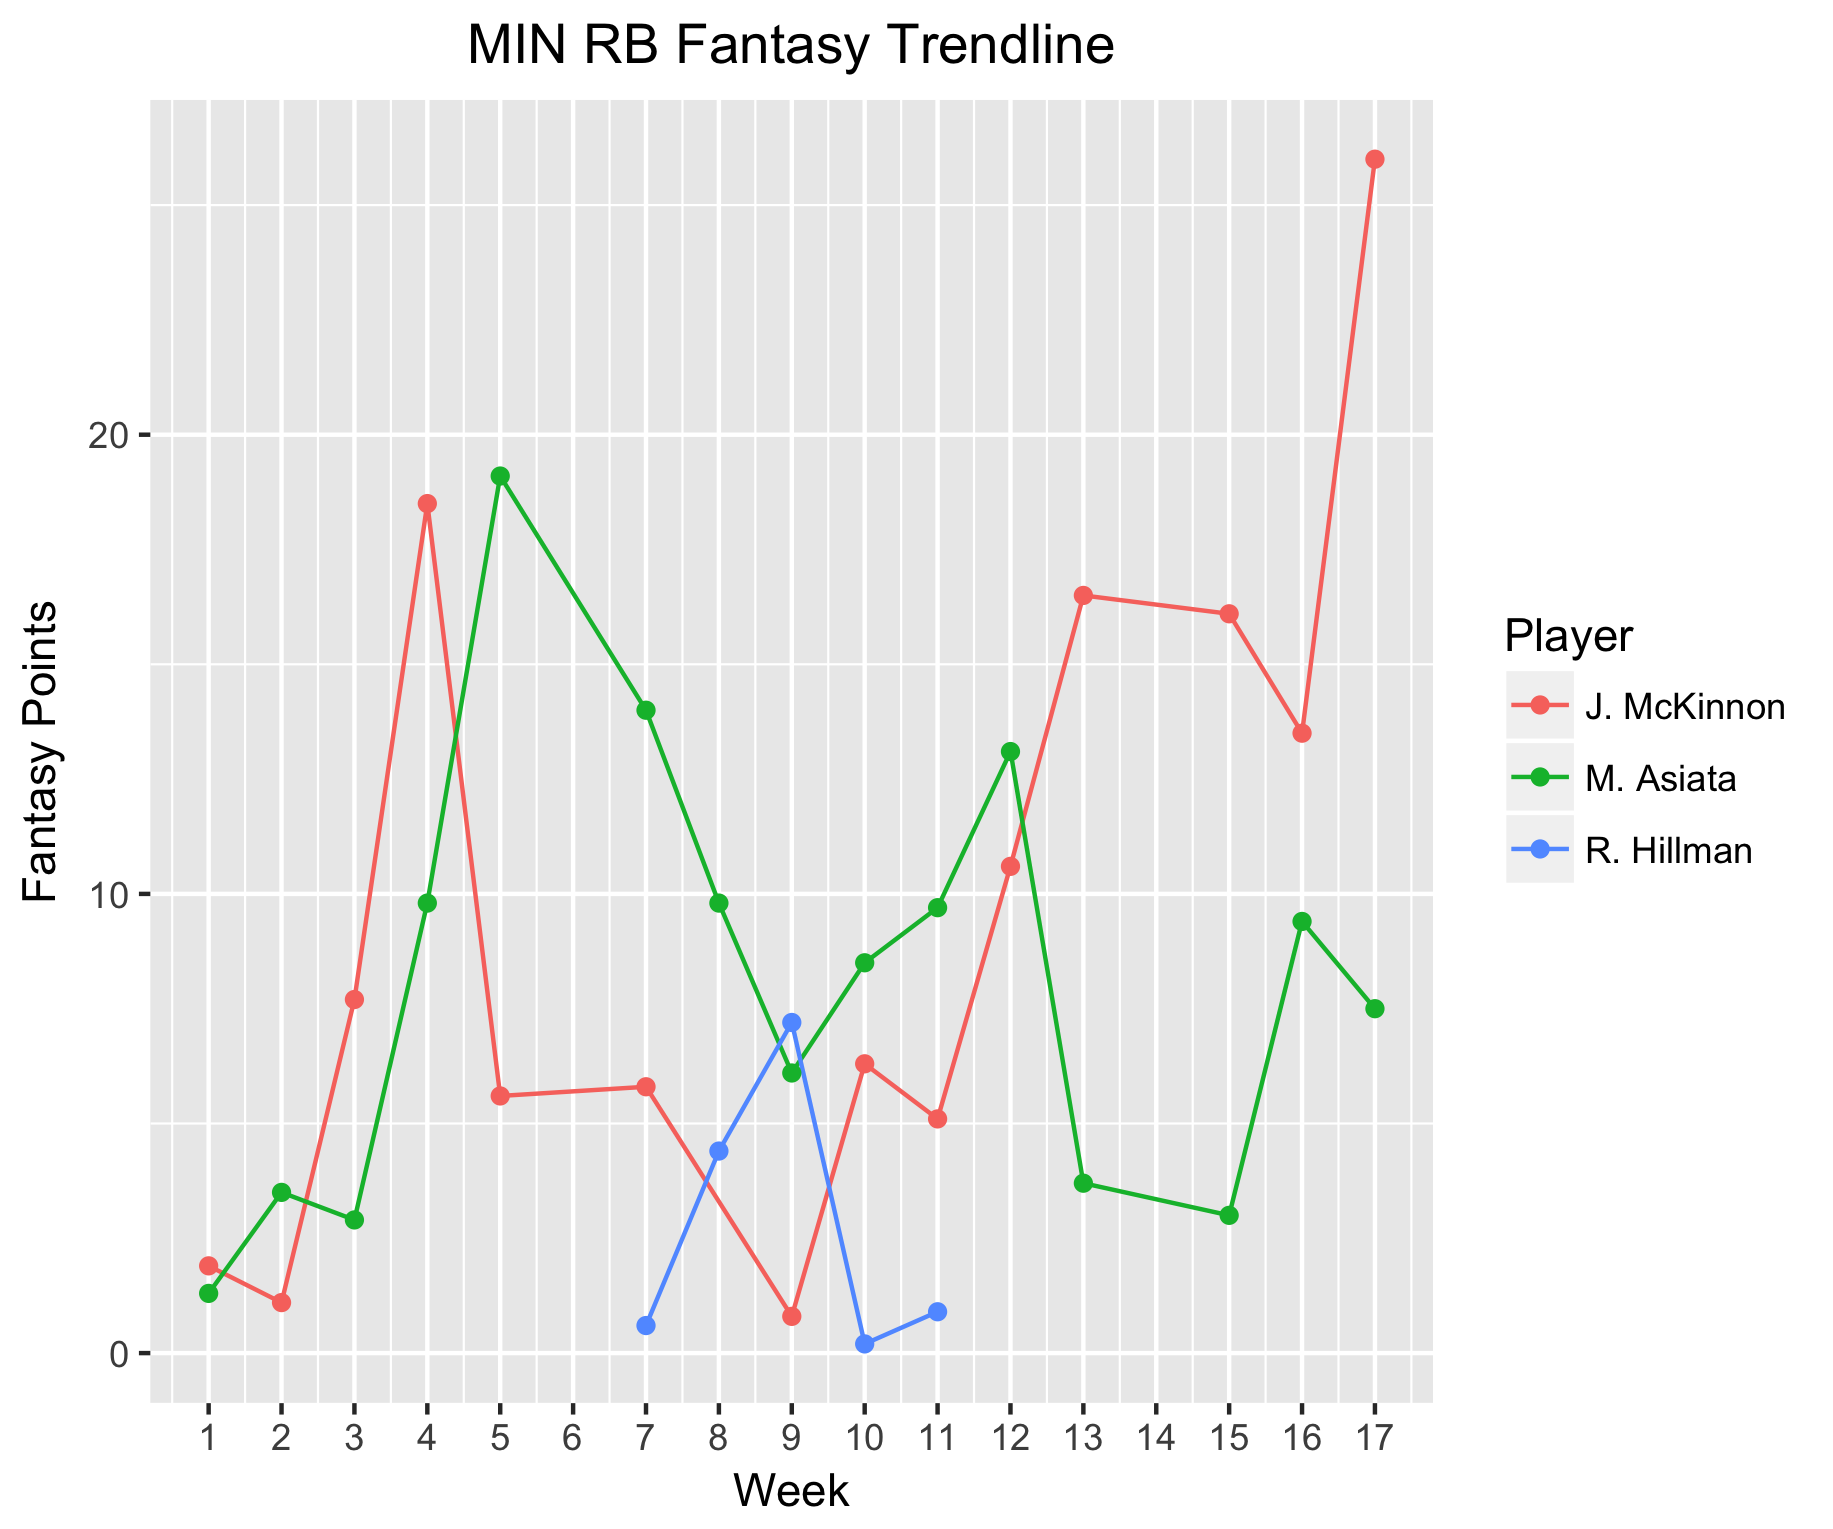 MIN RB Fantasy Trendline
Fantasy Points
20
10
0
1 2 3 4 5 6 7 8 9 10 11 12 13 14 15 16 17
Week
Player
J. McKinnon
M. Asiata
R. Hillman